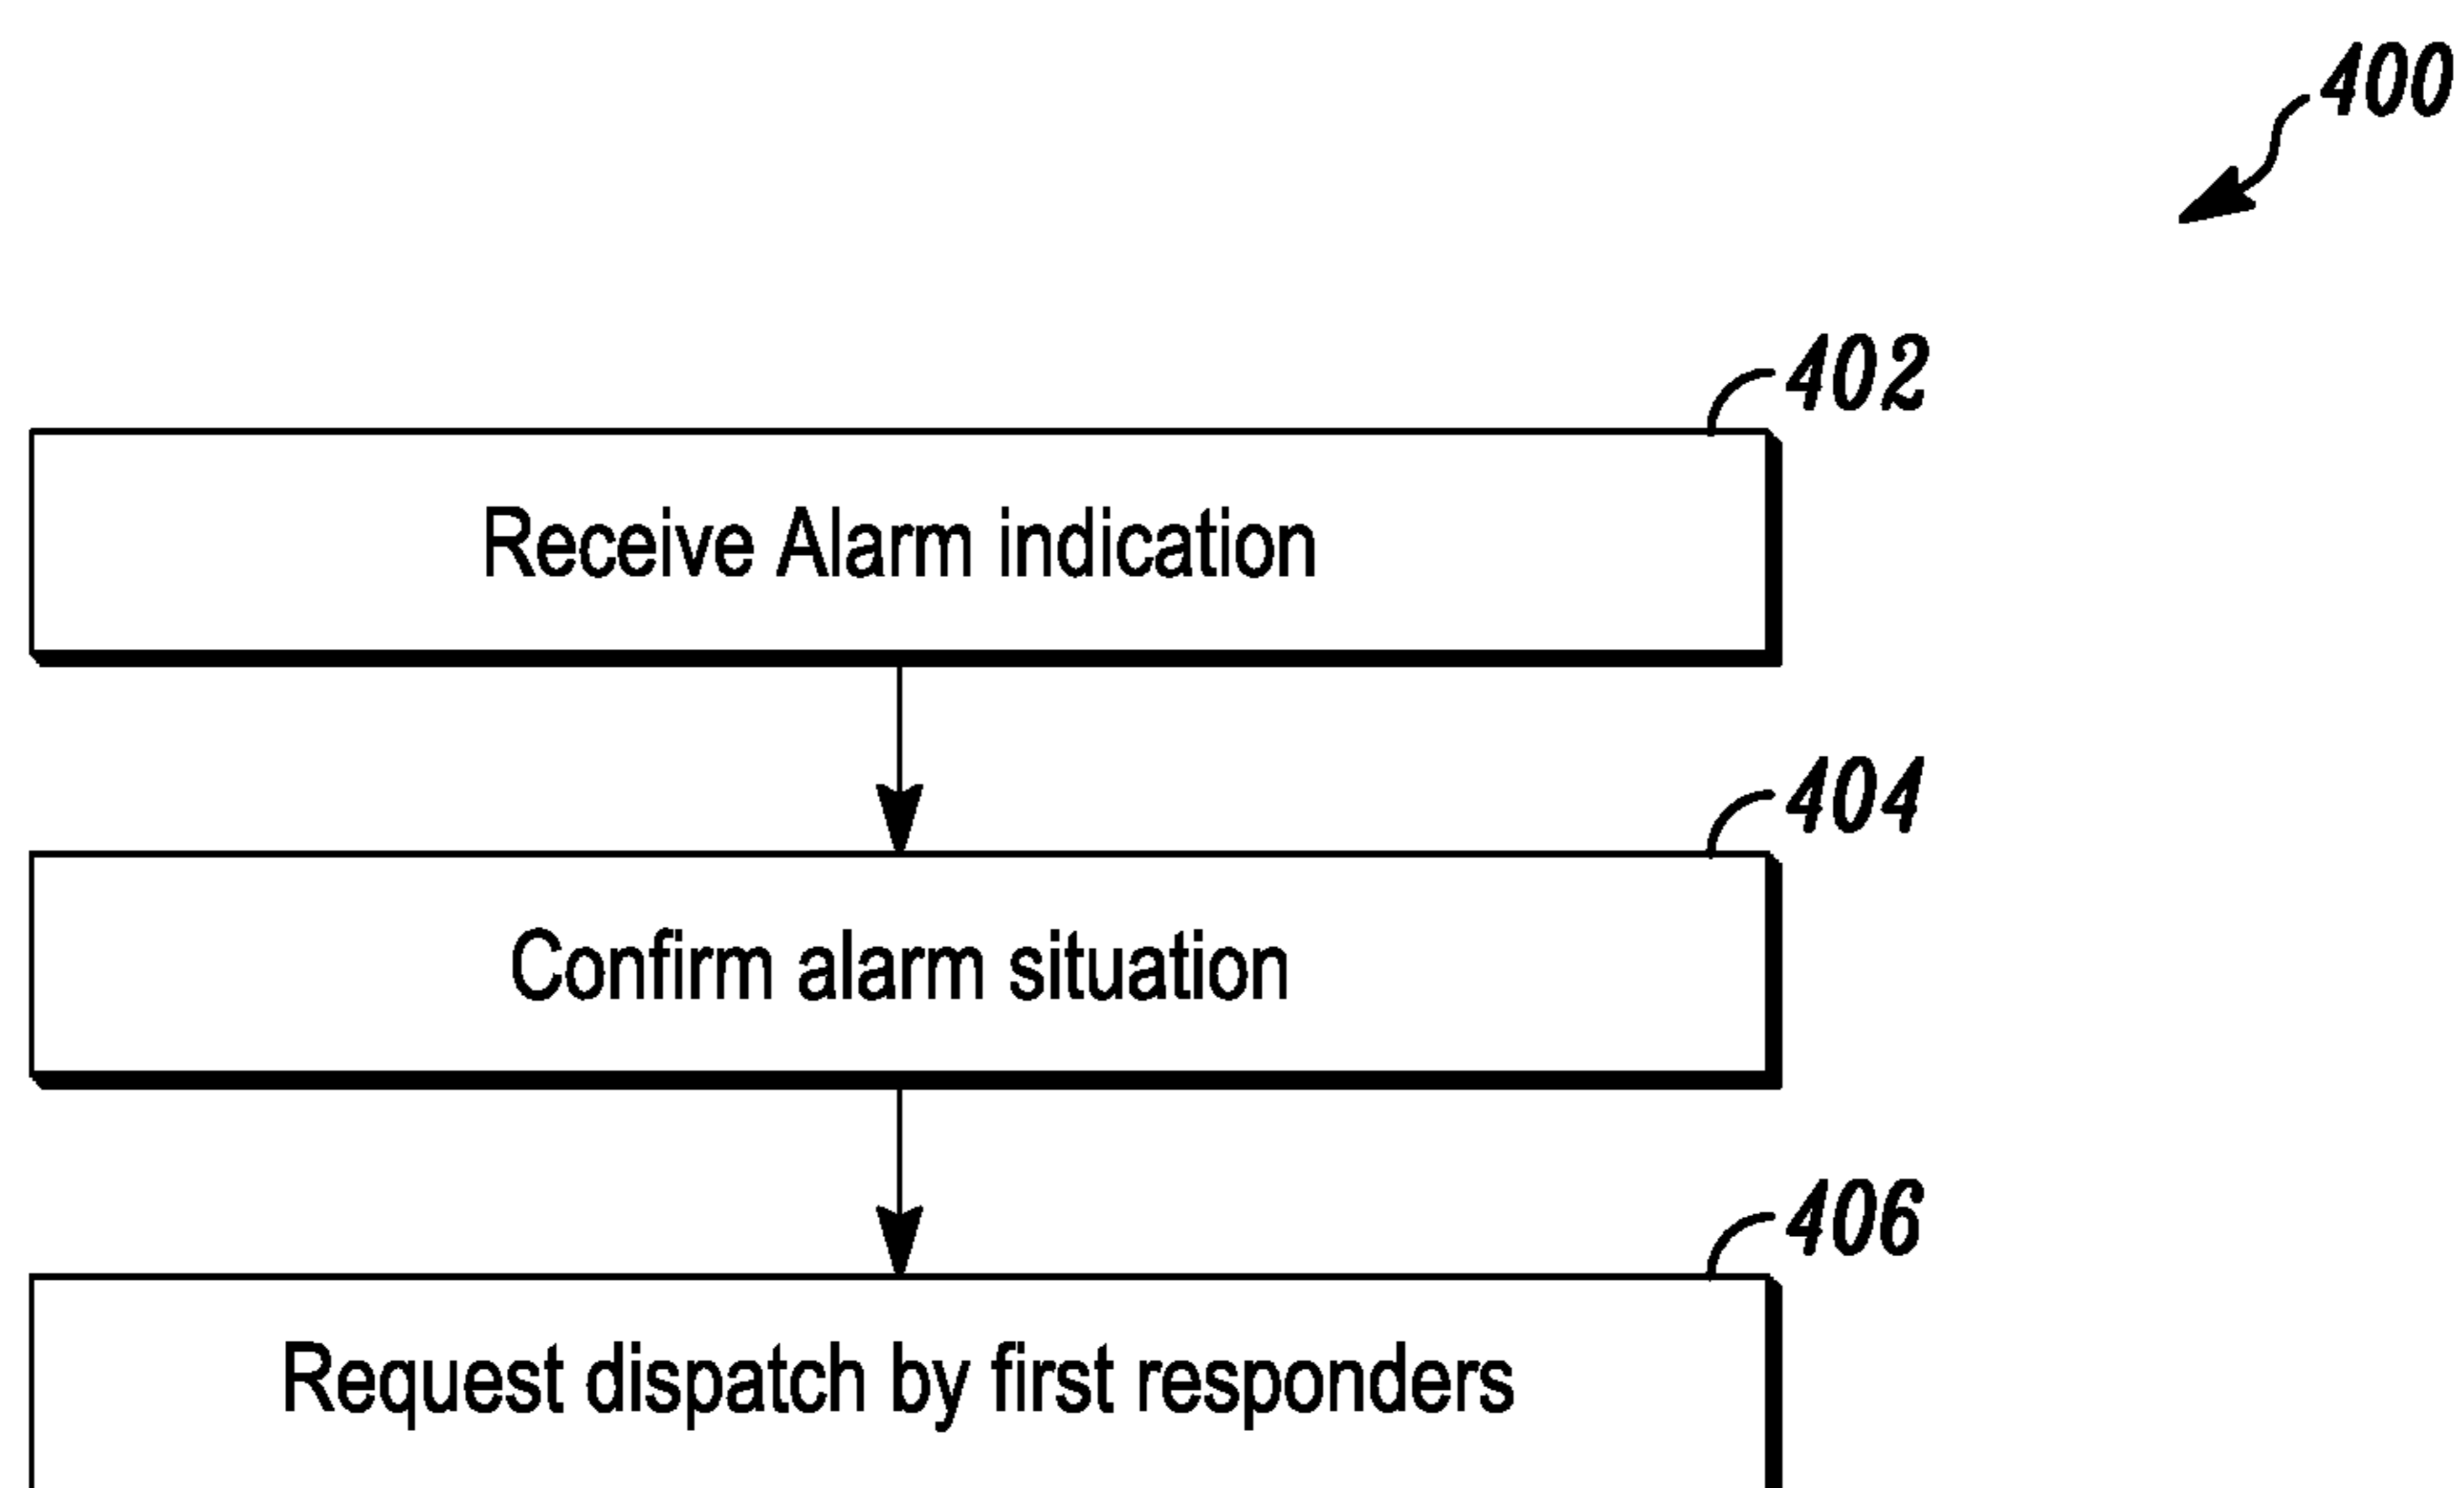 400
402
Receive Alarm indication
404
Confirm alarm situation
406
Request dispatch by first responders